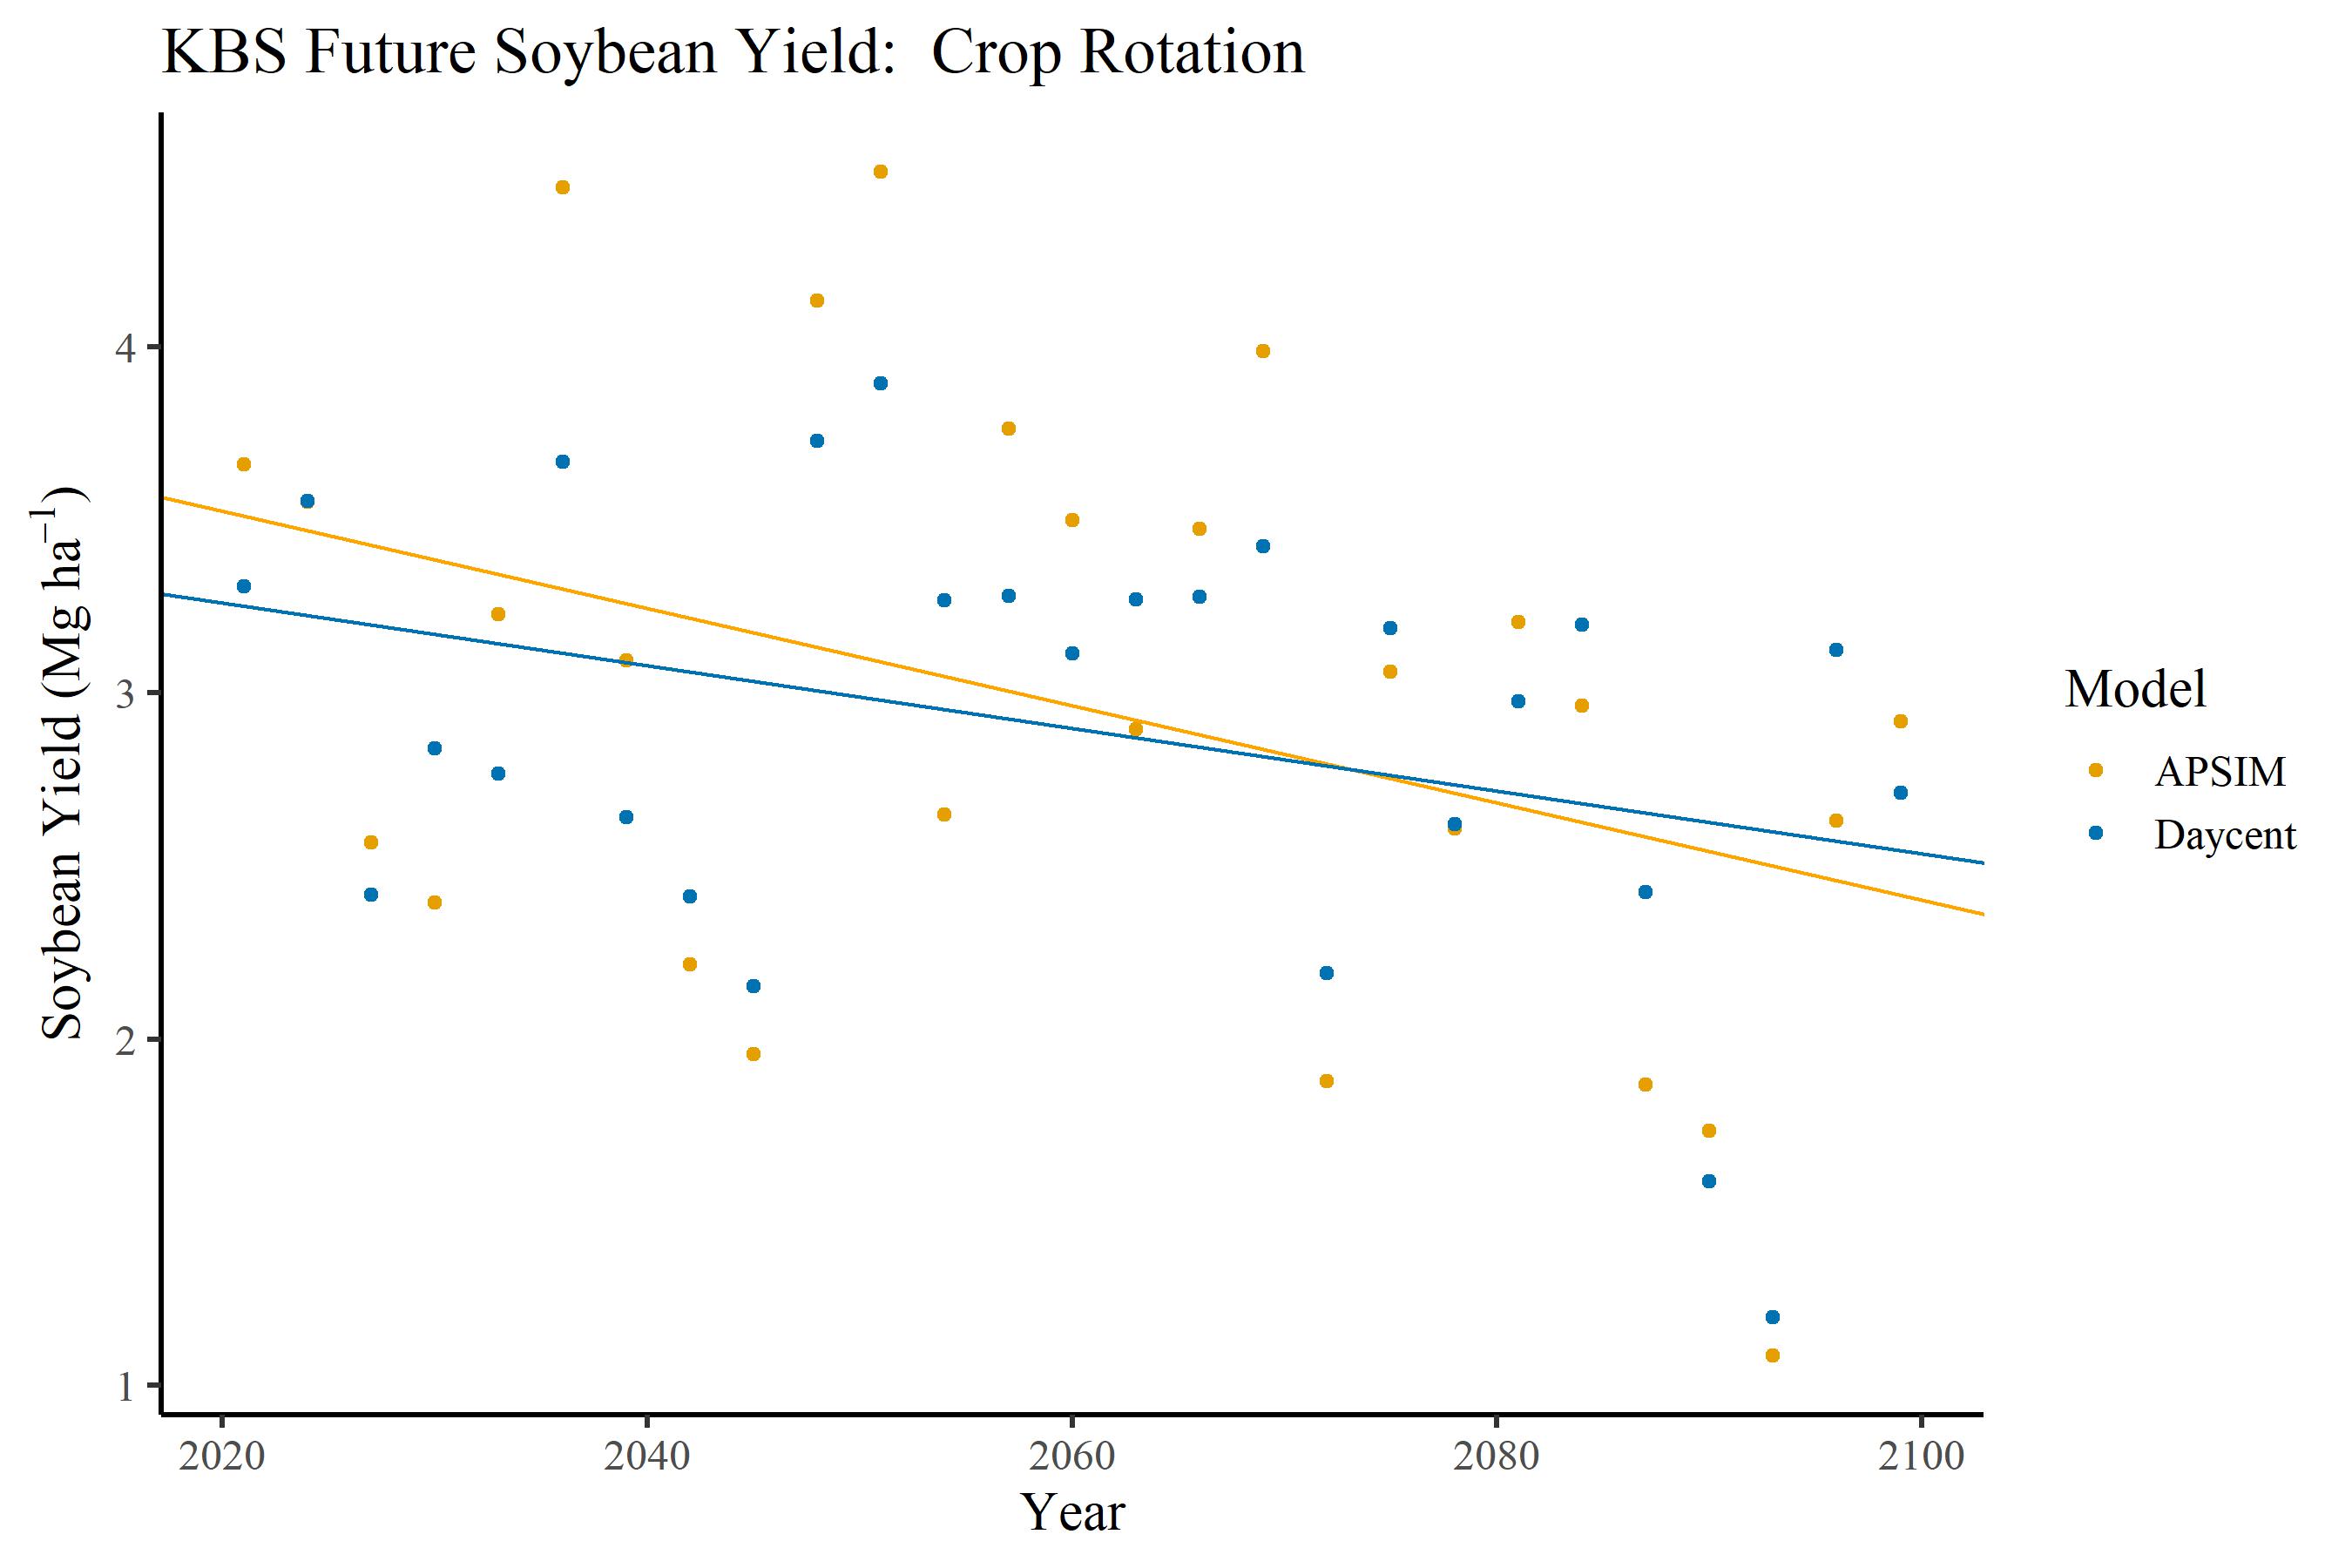 KBS Future Soybean Yield:  Crop Rotation
Soybean Yield (Mg ha⁻¹)
4
3
2
1
2020 2040 2060 2080 2100
Year
Model
APSIM
Daycent